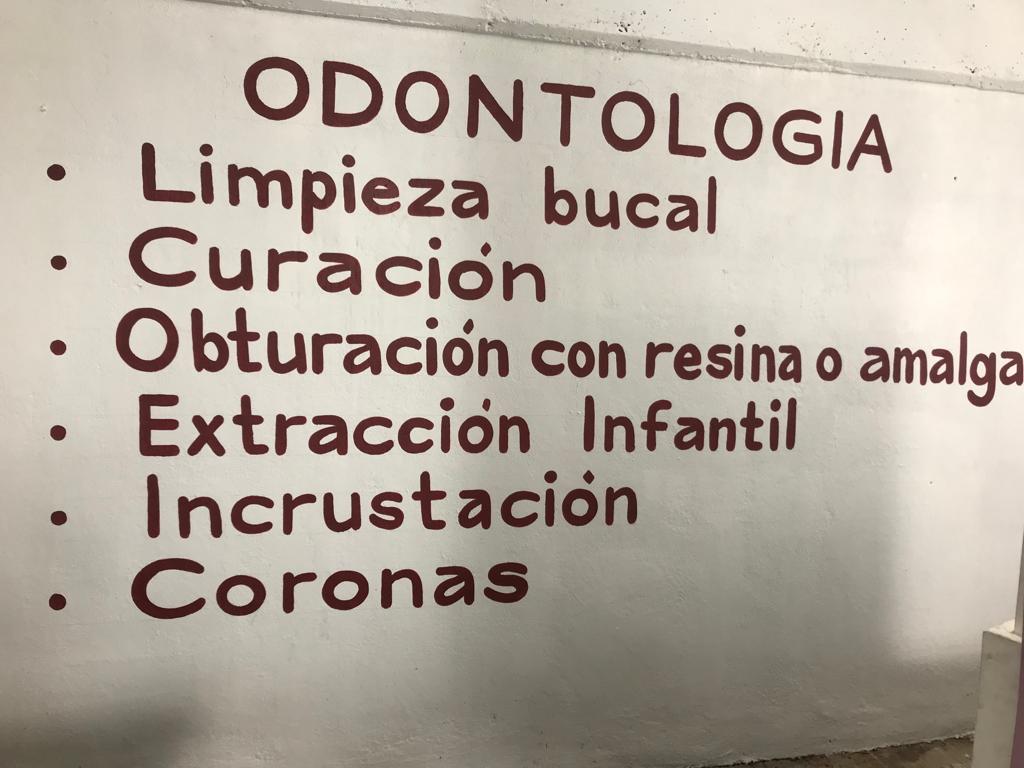 ODONTOLOGIA
• Limpieza bucal
• Curación
• Obturación con resina o amalga
• Extracción Infantil
• Incrustación
• Coronas